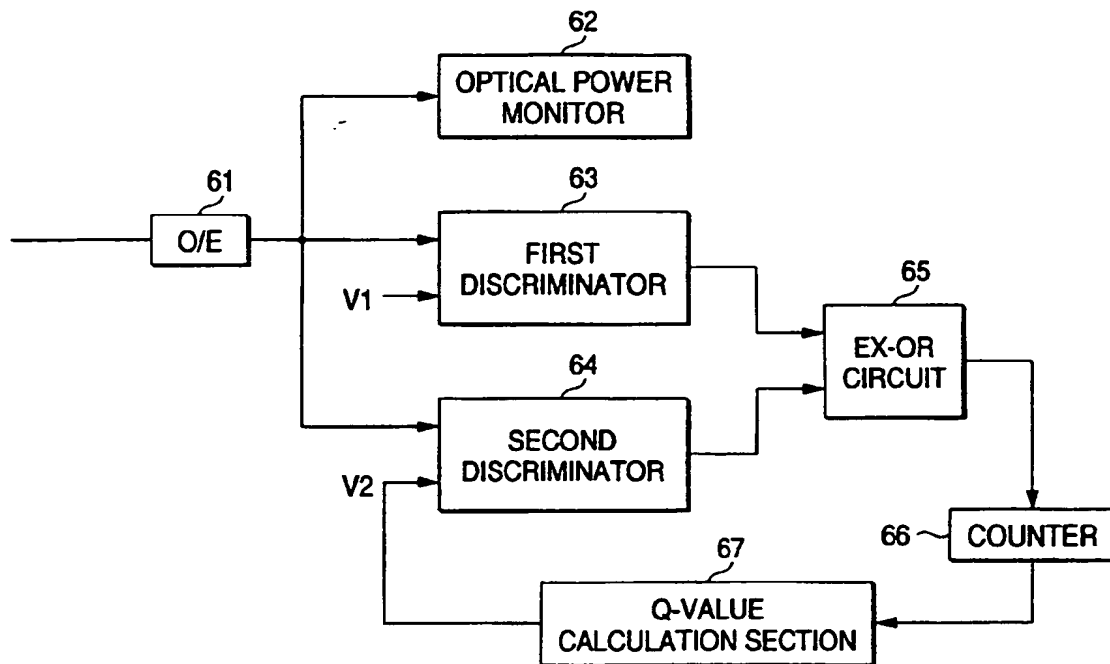 62
OPTICAL POWER
MONITOR
61
O/E
63
FIRST
DISCRIMINATOR
V1
65
EX-OR
CIRCUIT
64
SECOND
DISCRIMINATOR
V2
66
COUNTER
67
Q-VALUE
CALCULATION SECTION